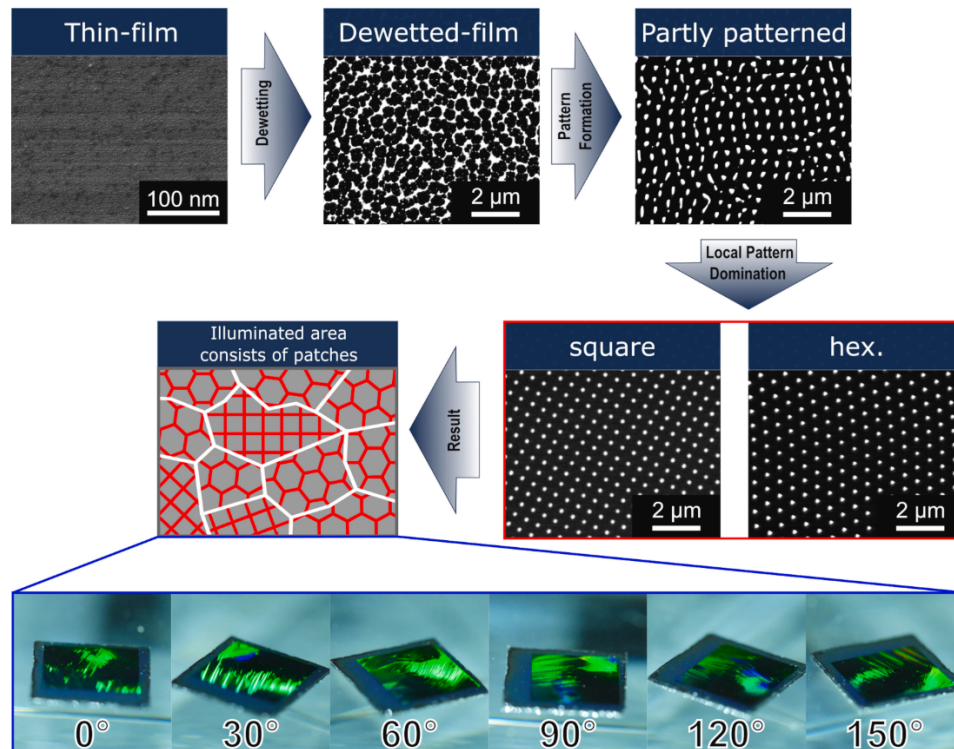 Thin-film
Dewetted-film
Partly patterned
Dewetting
Pattern
Formation
100 nm
2 µm
2 µm
Local Pattern
Domination
Illuminated area
consists of patches
square
hex.
Result
2 µm
2 µm
0°
30°
60°
90°
120°
150°